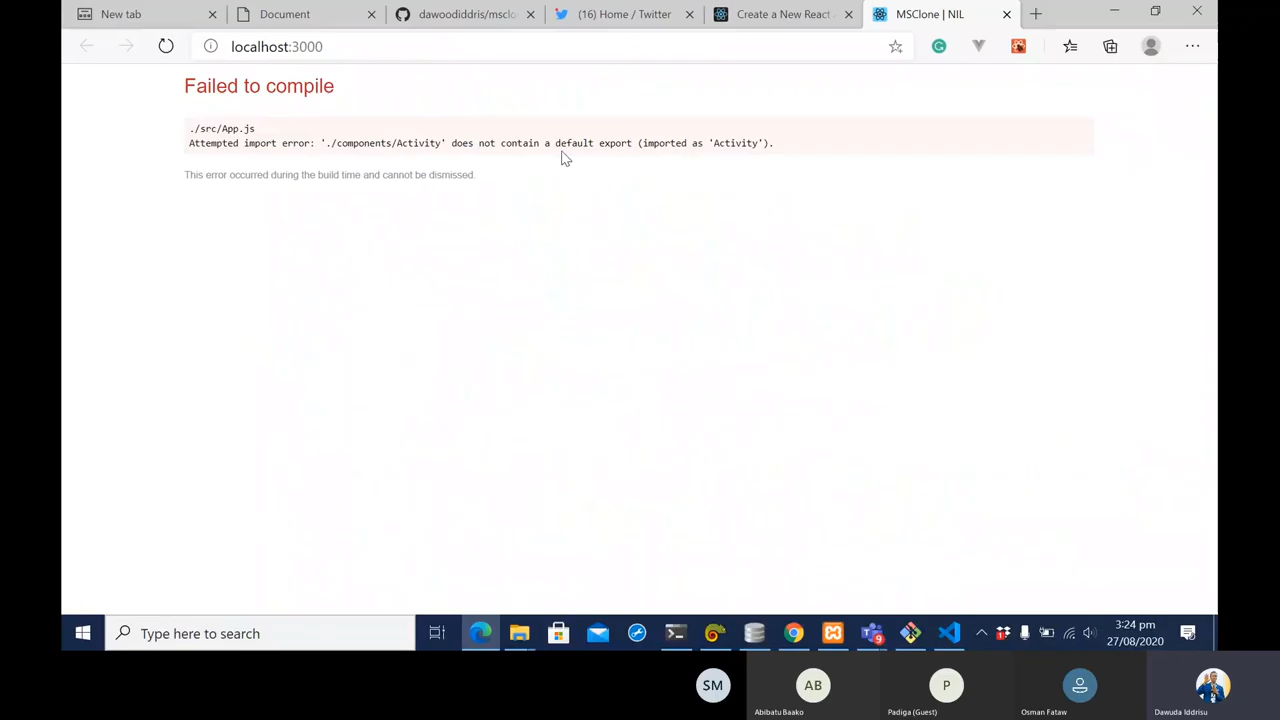 New tab
Document
dawoodiddris/msclo
(16) Home / Twitter
Create a New React
MSClone | NIL
localhost:3000
Failed to compile
./src/App.js
Attempted import error: './components/Activity' does not contain a default export (imported as 'Activity').
This error occurred during the build time and cannot be dismissed.
Type here to search
9
3:24 pm
27/08/2020
SM
AB
P
Abibatu Baako
Padiga (Guest)
Osman Fataw
Dawuda Iddrisu